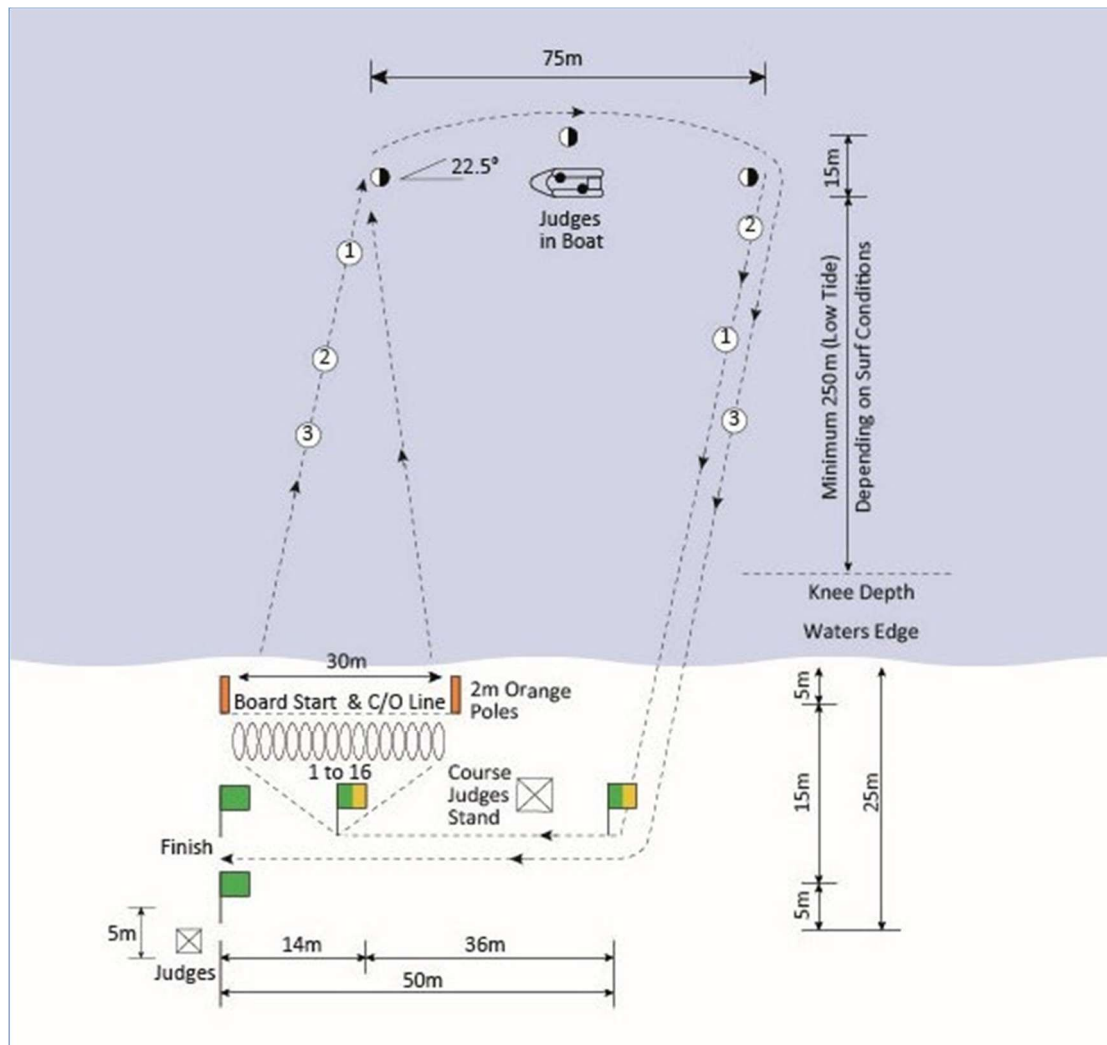 75m
22.5°
15m
Judges
in Boat
1
2
2
1
3
3
Minimum 250m (Low Tide)
Depending on Surf Conditions
Knee Depth
Waters Edge
30m
Board Start & C/O Line
2m Orange
Poles
1 to 16
Course
Judges
Stand
5m
15m
25m
5m
Finish
5m
Judges
14m
36m
50m